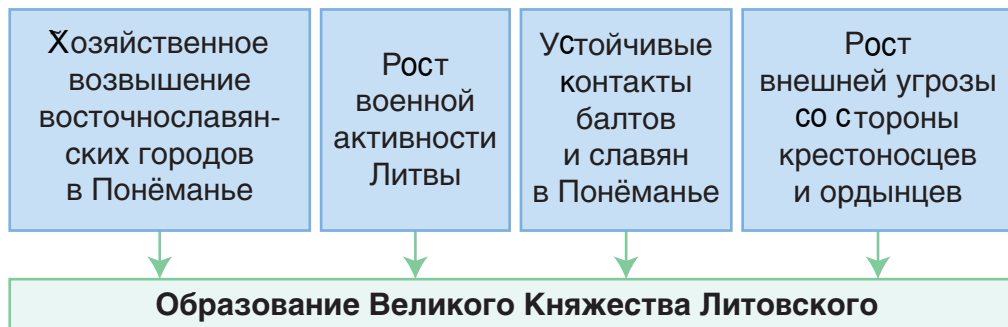 Хозяйственное
возвышение
восточнославян-
ских городов
в Понёманье
Рост
военной
активности
Литвы
Устойчивые
контакты
балтов
и славян
в Понёманье
Рост
внешней угрозы
со стороны
крестоносцев
и ордынцев
Образование Великого Княжества Литовского